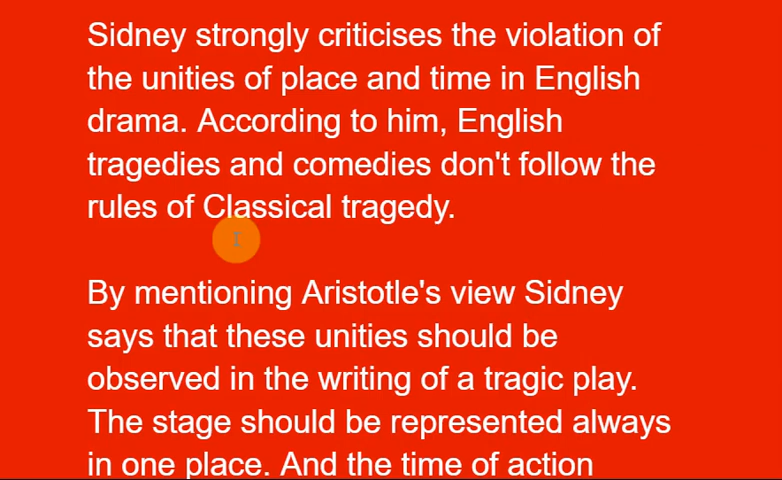 Sidney strongly criticises the violation of
the unities of place and time in English
drama. According to him, English
tragedies and comedies don't follow the
rules of Classical tragedy.
By mentioning Aristotle's view Sidney
says that these unities should be
observed in the writing of a tragic play.
The stage should be represented always
in one place. And the time of action